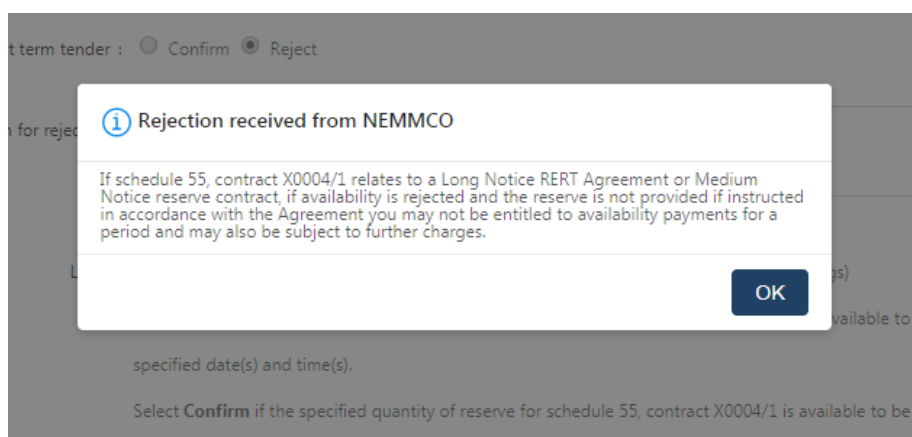 t term tender : Confirm Reject
Rejection received from NEMMCO
for rejec
If schedule 55, contract X0004/1 relates to a Long Notice RERT Agreement or Medium
Notice reserve contract, if availability is rejected and the reserve is not provided if instructed
in accordance with the Agreement you may not be entitled to availability payments for a
period and may also be subject to further charges.
L gs)
OK
vailable to
specified date(s) and time(s).
Select Confirm if the specified quantity of reserve for schedule 55, contract X0004/1 is available to be